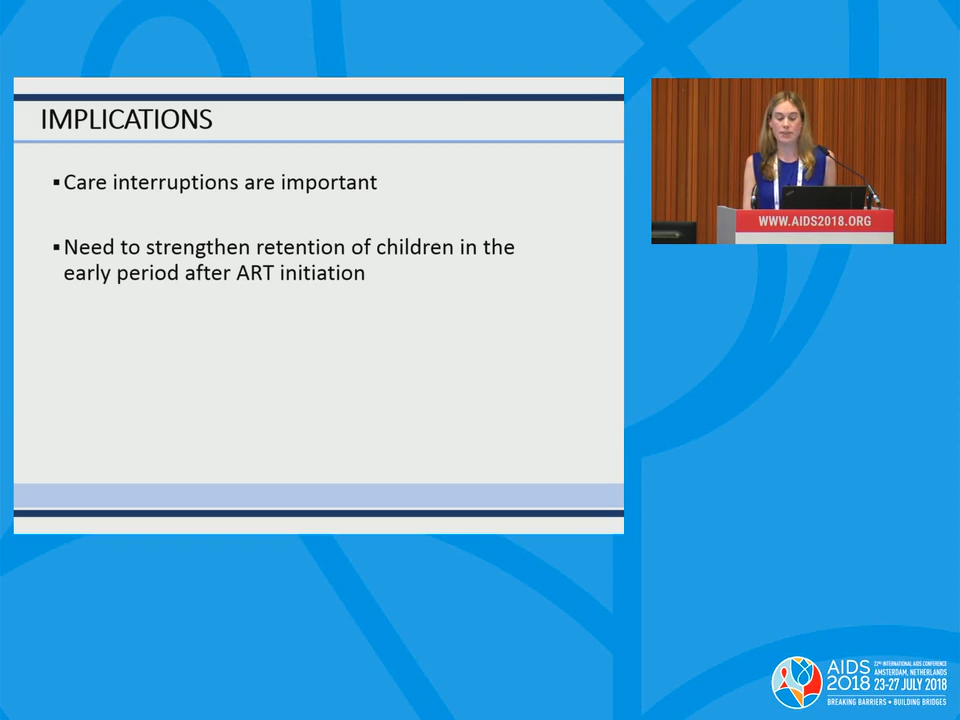 IMPLICATIONS
▪ Care interruptions are important
▪ Need to strengthen retention of children in the
early period after ART initiation
WWW.AIDS2018.ORG
AIDS
2018
22ND INTERNATIONAL AIDS CONFERENCE
AMSTERDAM, NETHERLANDS
23-27 JULY 2018
BREAKING BARRIERS • BUILDING BRIDGES